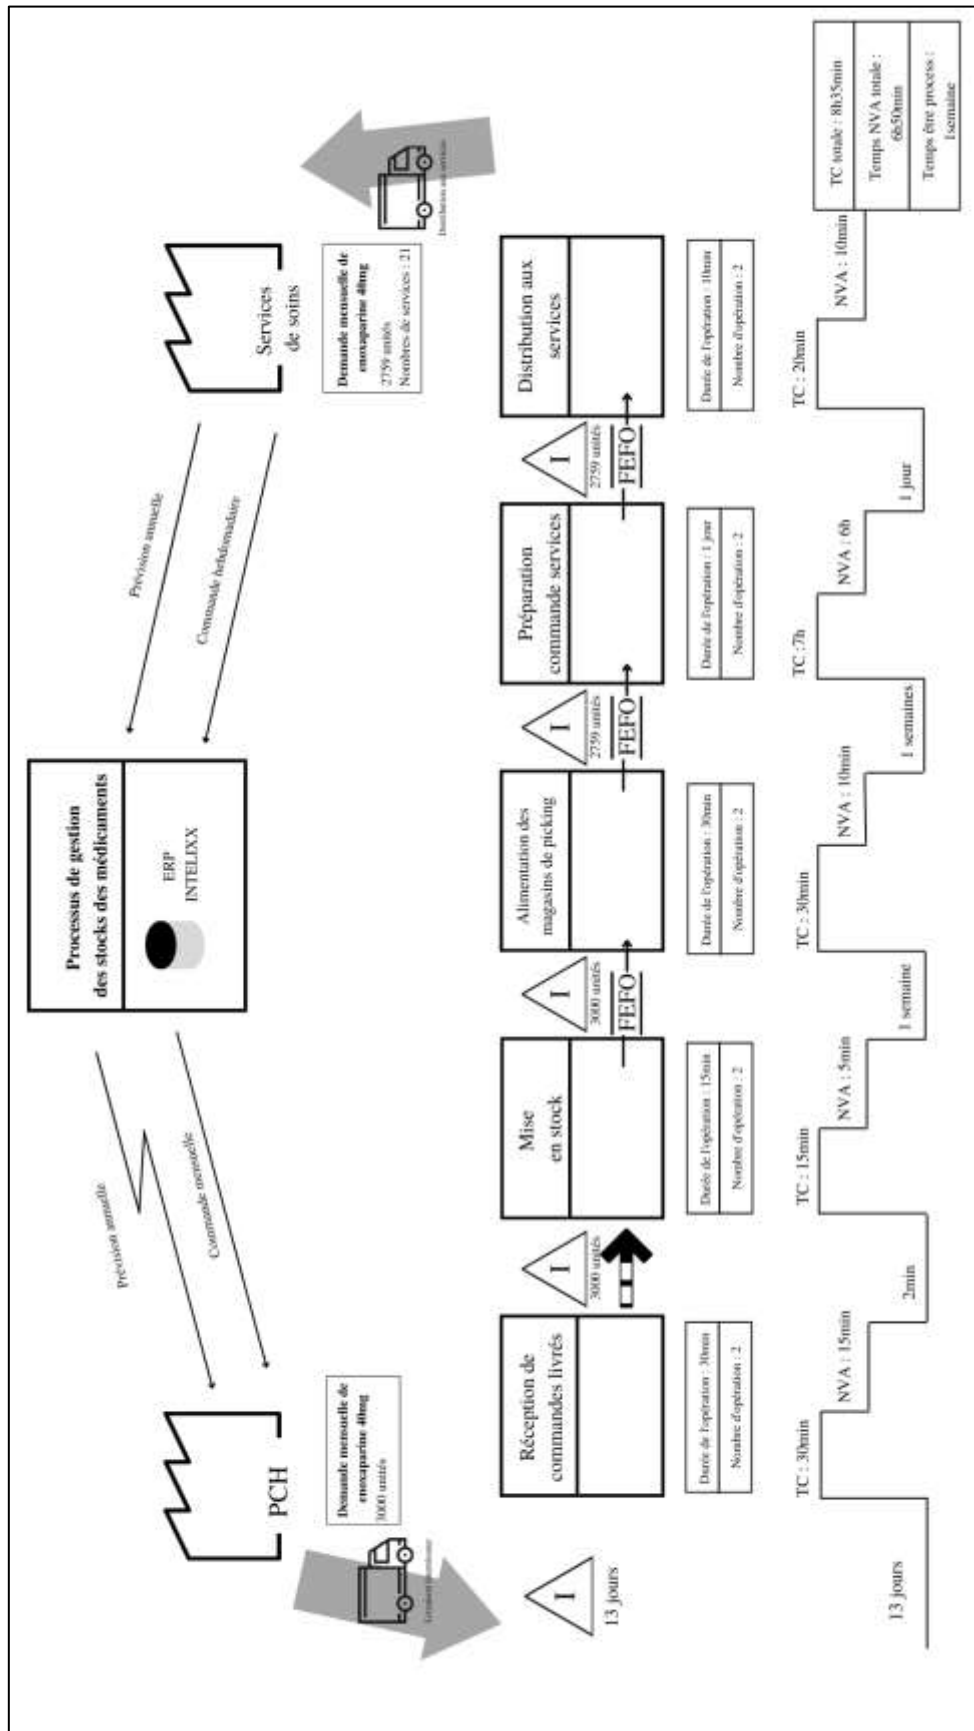 Processus de gestion
des stocks des médicaments
ERP
INTELIXX
Prévision annuelle
Commande mensuelle
Prévision annuelle
Commande hebdomadaire
PCH
Demande mensuelle de
enoxaparine 40mg
3000 unités
Services
de soins
Demande mensuelle de
enoxaparine 40mg
2759 unités
Nombres de services : 21
Distribution aux services
I
13 jours
Réception de
commandes livrés
Durée de l'opération : 30min
Nombre d'opération : 2
I
3000 unités
Mise
en stock
Durée de l'opération : 15min
Nombre d'opération : 2
I
3000 unités
FEFO
Alimentation des
magasins de picking
Durée de l'opération : 30min
Nombre d'opération : 2
I
2759 unités
FEFO
Préparation
commande services
Durée de l'opération : 1 jour
Nombre d'opération : 2
I
2759 unités
FEFO
Distribution aux
services
Durée de l'opération : 10min
Nombre d'opération : 2
13 jours
TC : 30min
NVA : 15min
2min
TC : 15min
NVA : 5min
1 semaine
TC : 30min
NVA : 10min
1 semaines
TC : 7h
NVA : 6h
1 jour
TC : 20min
NVA : 10min
TC totale : 8h35min
Temps NVA totale :
6h50min
Temps être process :
1semaine